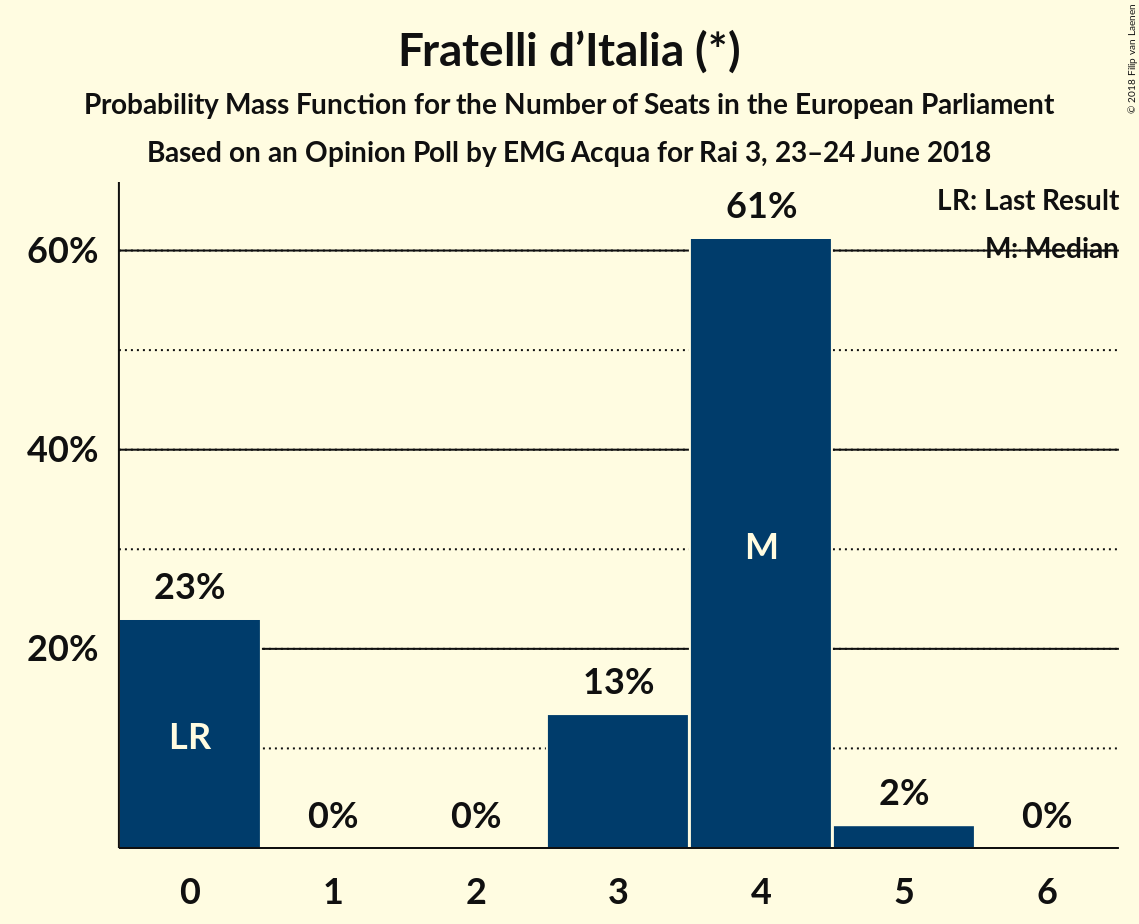 Fratelli d’Italia (*)
Probability Mass Function for the Number of Seats in the European Parliament
Based on an Opinion Poll by EMG Acqua for Rai 3, 23–24 June 2018
© 2018 Filip van Laenen
LR: Last Result
M: Median
60%
40%
20%
23%
0%
0%
13%
61%
2%
0%
LR
M
0
1
2
3
4
5
6